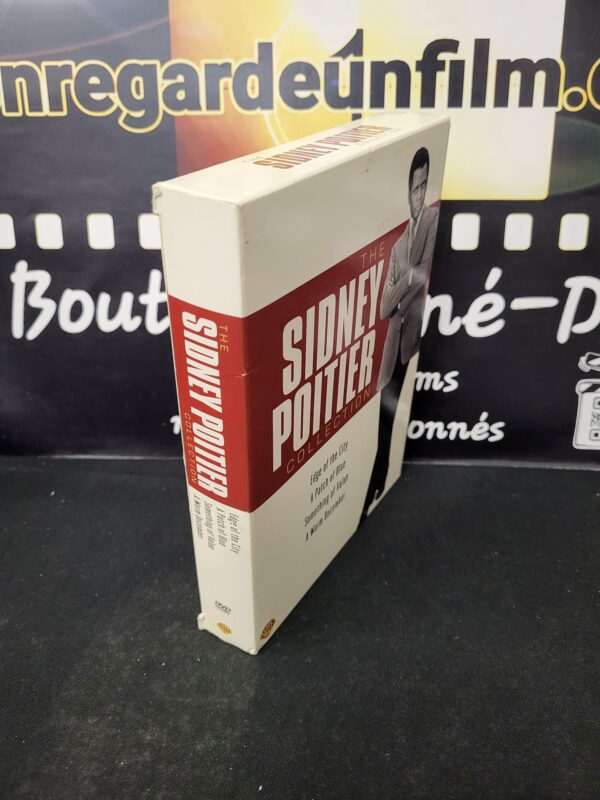 nregardeunfilm.
Bout
né-D
ms
onnés
SIDNEY POITIER
THE
SIDNEY
POITIER
COLLECTION
Edge of the City
A Patch of Blue
Something of Value
A Warm December
THE
SIDNEY POITIER
COLLECTION
Edge of the City
A Patch of Blue
Something of Value
A Warm December
DVD